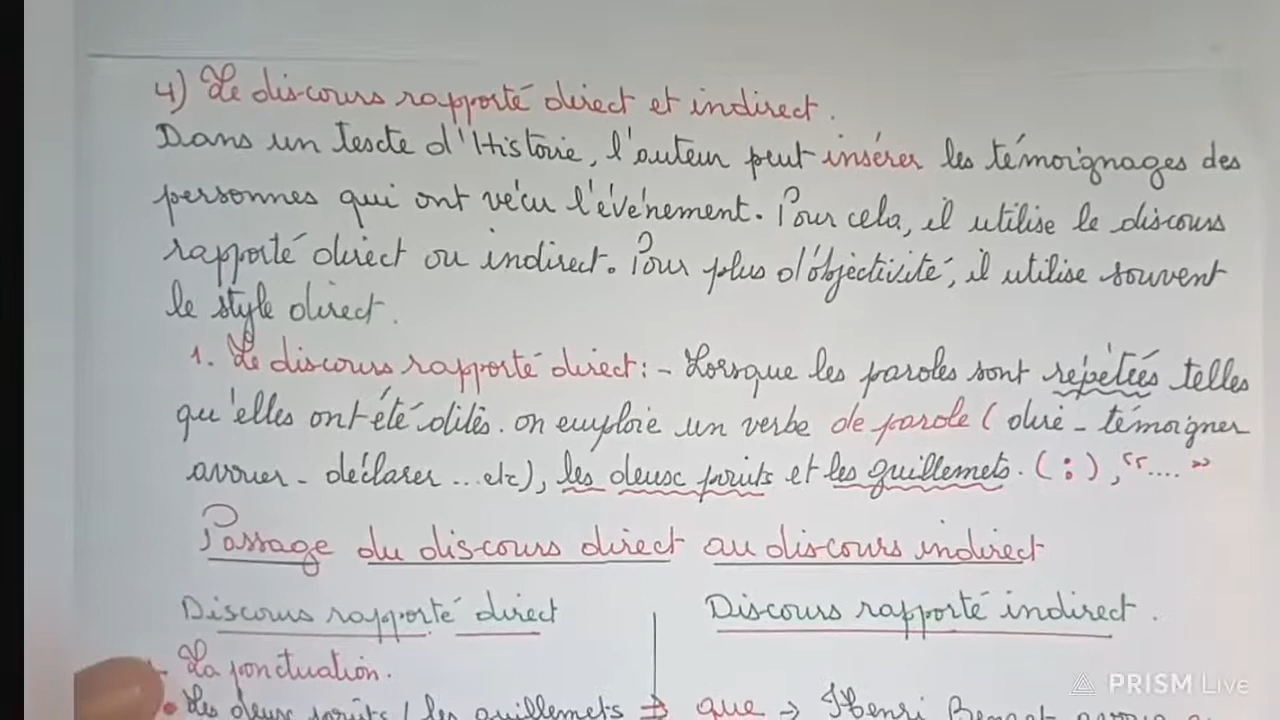 4) Le discours rapporté direct et indirect.
Dans un texte d'Histoire, l'auteur peut insérer les témoignages des
personnes qui ont vécu l'événement. Pour cela, il utilise le discours
rapporté direct ou indirect. Pour plus d'objectivité, il utilise souvent
le style direct.
1. Le discours rapporté direct: - Lorsque les paroles sont répétées telles
qu'elles ont été dites. on emploie un verbe de parole ( dire - témoigner
avouer - déclarer ... etc), les deux points et les guillemets. ( : ), "..... "
Passage du discours direct au discours indirect
Discours rapporté direct
Discours rapporté indirect.
- La ponctuation.
• Les deux points / les guillemets → que → Henri
PRISM Live